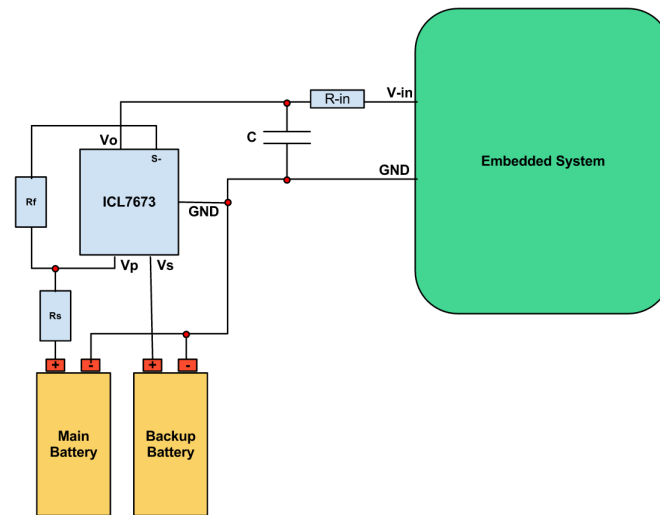 V-in
R-in
Vo
C
S-
Embedded System
GND
Rf
ICL7673
GND
Vp
Vs
Rs
+
-
+
-
Main
Battery
Backup
Battery